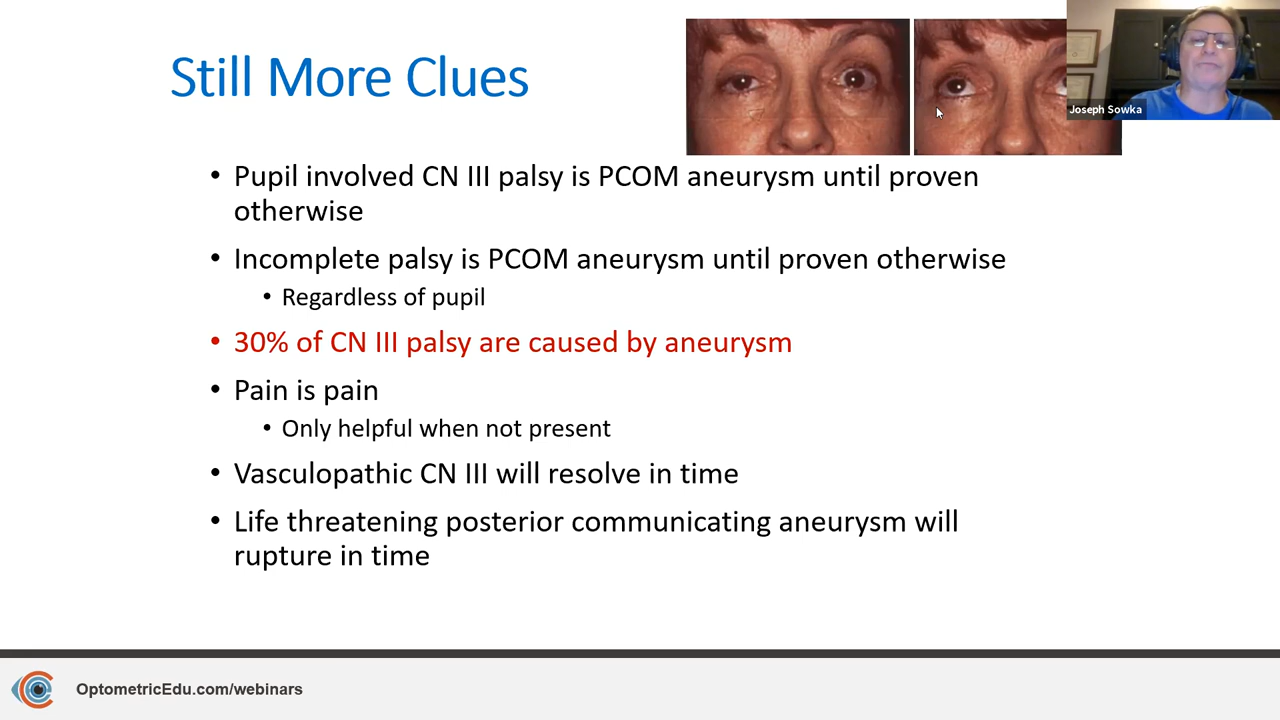 Still More Clues
Joseph Sowka
• Pupil involved CN III palsy is PCOM aneurysm until proven
otherwise
• Incomplete palsy is PCOM aneurysm until proven otherwise
• Regardless of pupil
• 30% of CN III palsy are caused by aneurysm
• Pain is pain
• Only helpful when not present
• Vasculopathic CN III will resolve in time
• Life threatening posterior communicating aneurysm will
rupture in time
OptometricEdu.com/webinars